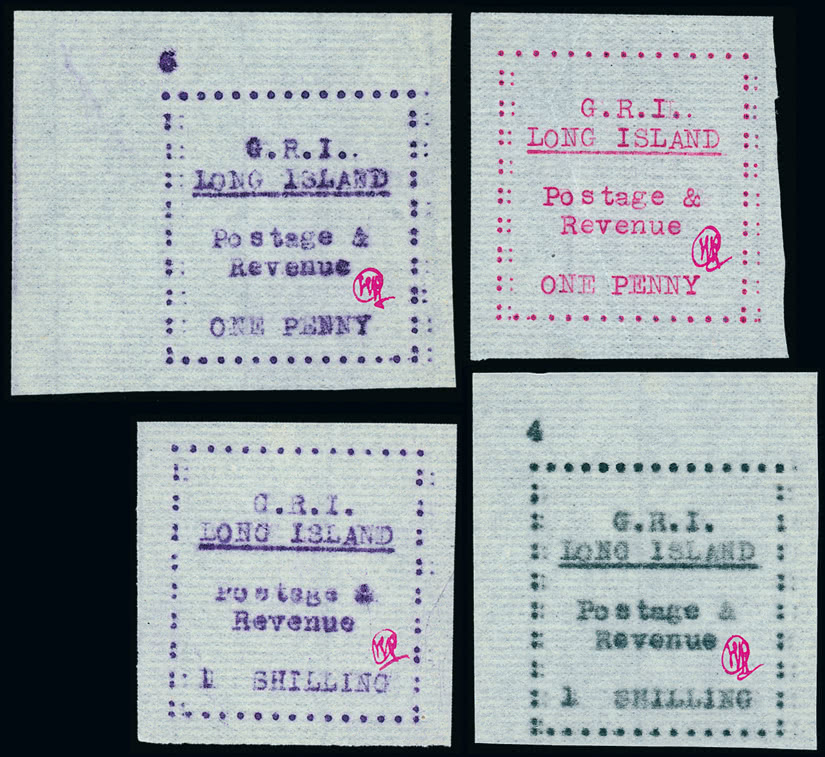 6
G.R.I.
LONG ISLAND
Postage &
Revenue
ONE PENNY
G.R.I.
LONG ISLAND
Postage &
Revenue
ONE PENNY
G.R.I.
LONG ISLAND
Postage &
Revenue
1 SHILLING
4
G.R.I.
LONG ISLAND
Postage &
Revenue
1 SHILLING